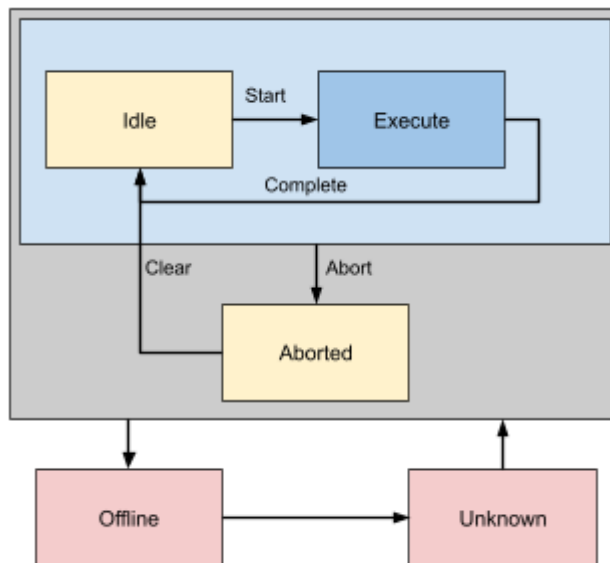 Start
Idle
Execute
Complete
Clear
Abort
Aborted
Offline
Unknown